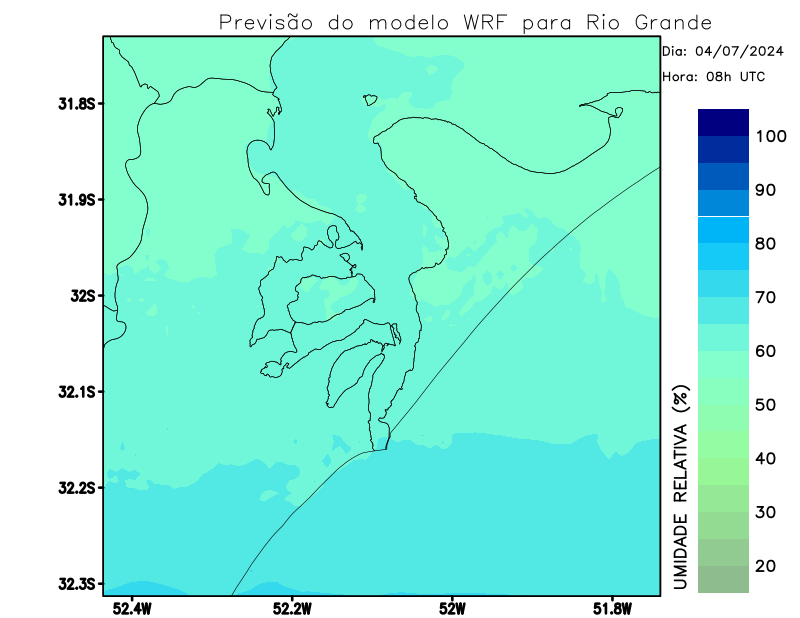 Previsão do modelo WRF para Rio Grande
Dia: 04/07/2024
Hora: 08h UTC
31.8S
31.9S
32S
32.1S
32.2S
32.3S
52.4W
52.2W
52W
51.8W
UMIDADE RELATIVA (%)
100
90
80
70
60
50
40
30
20